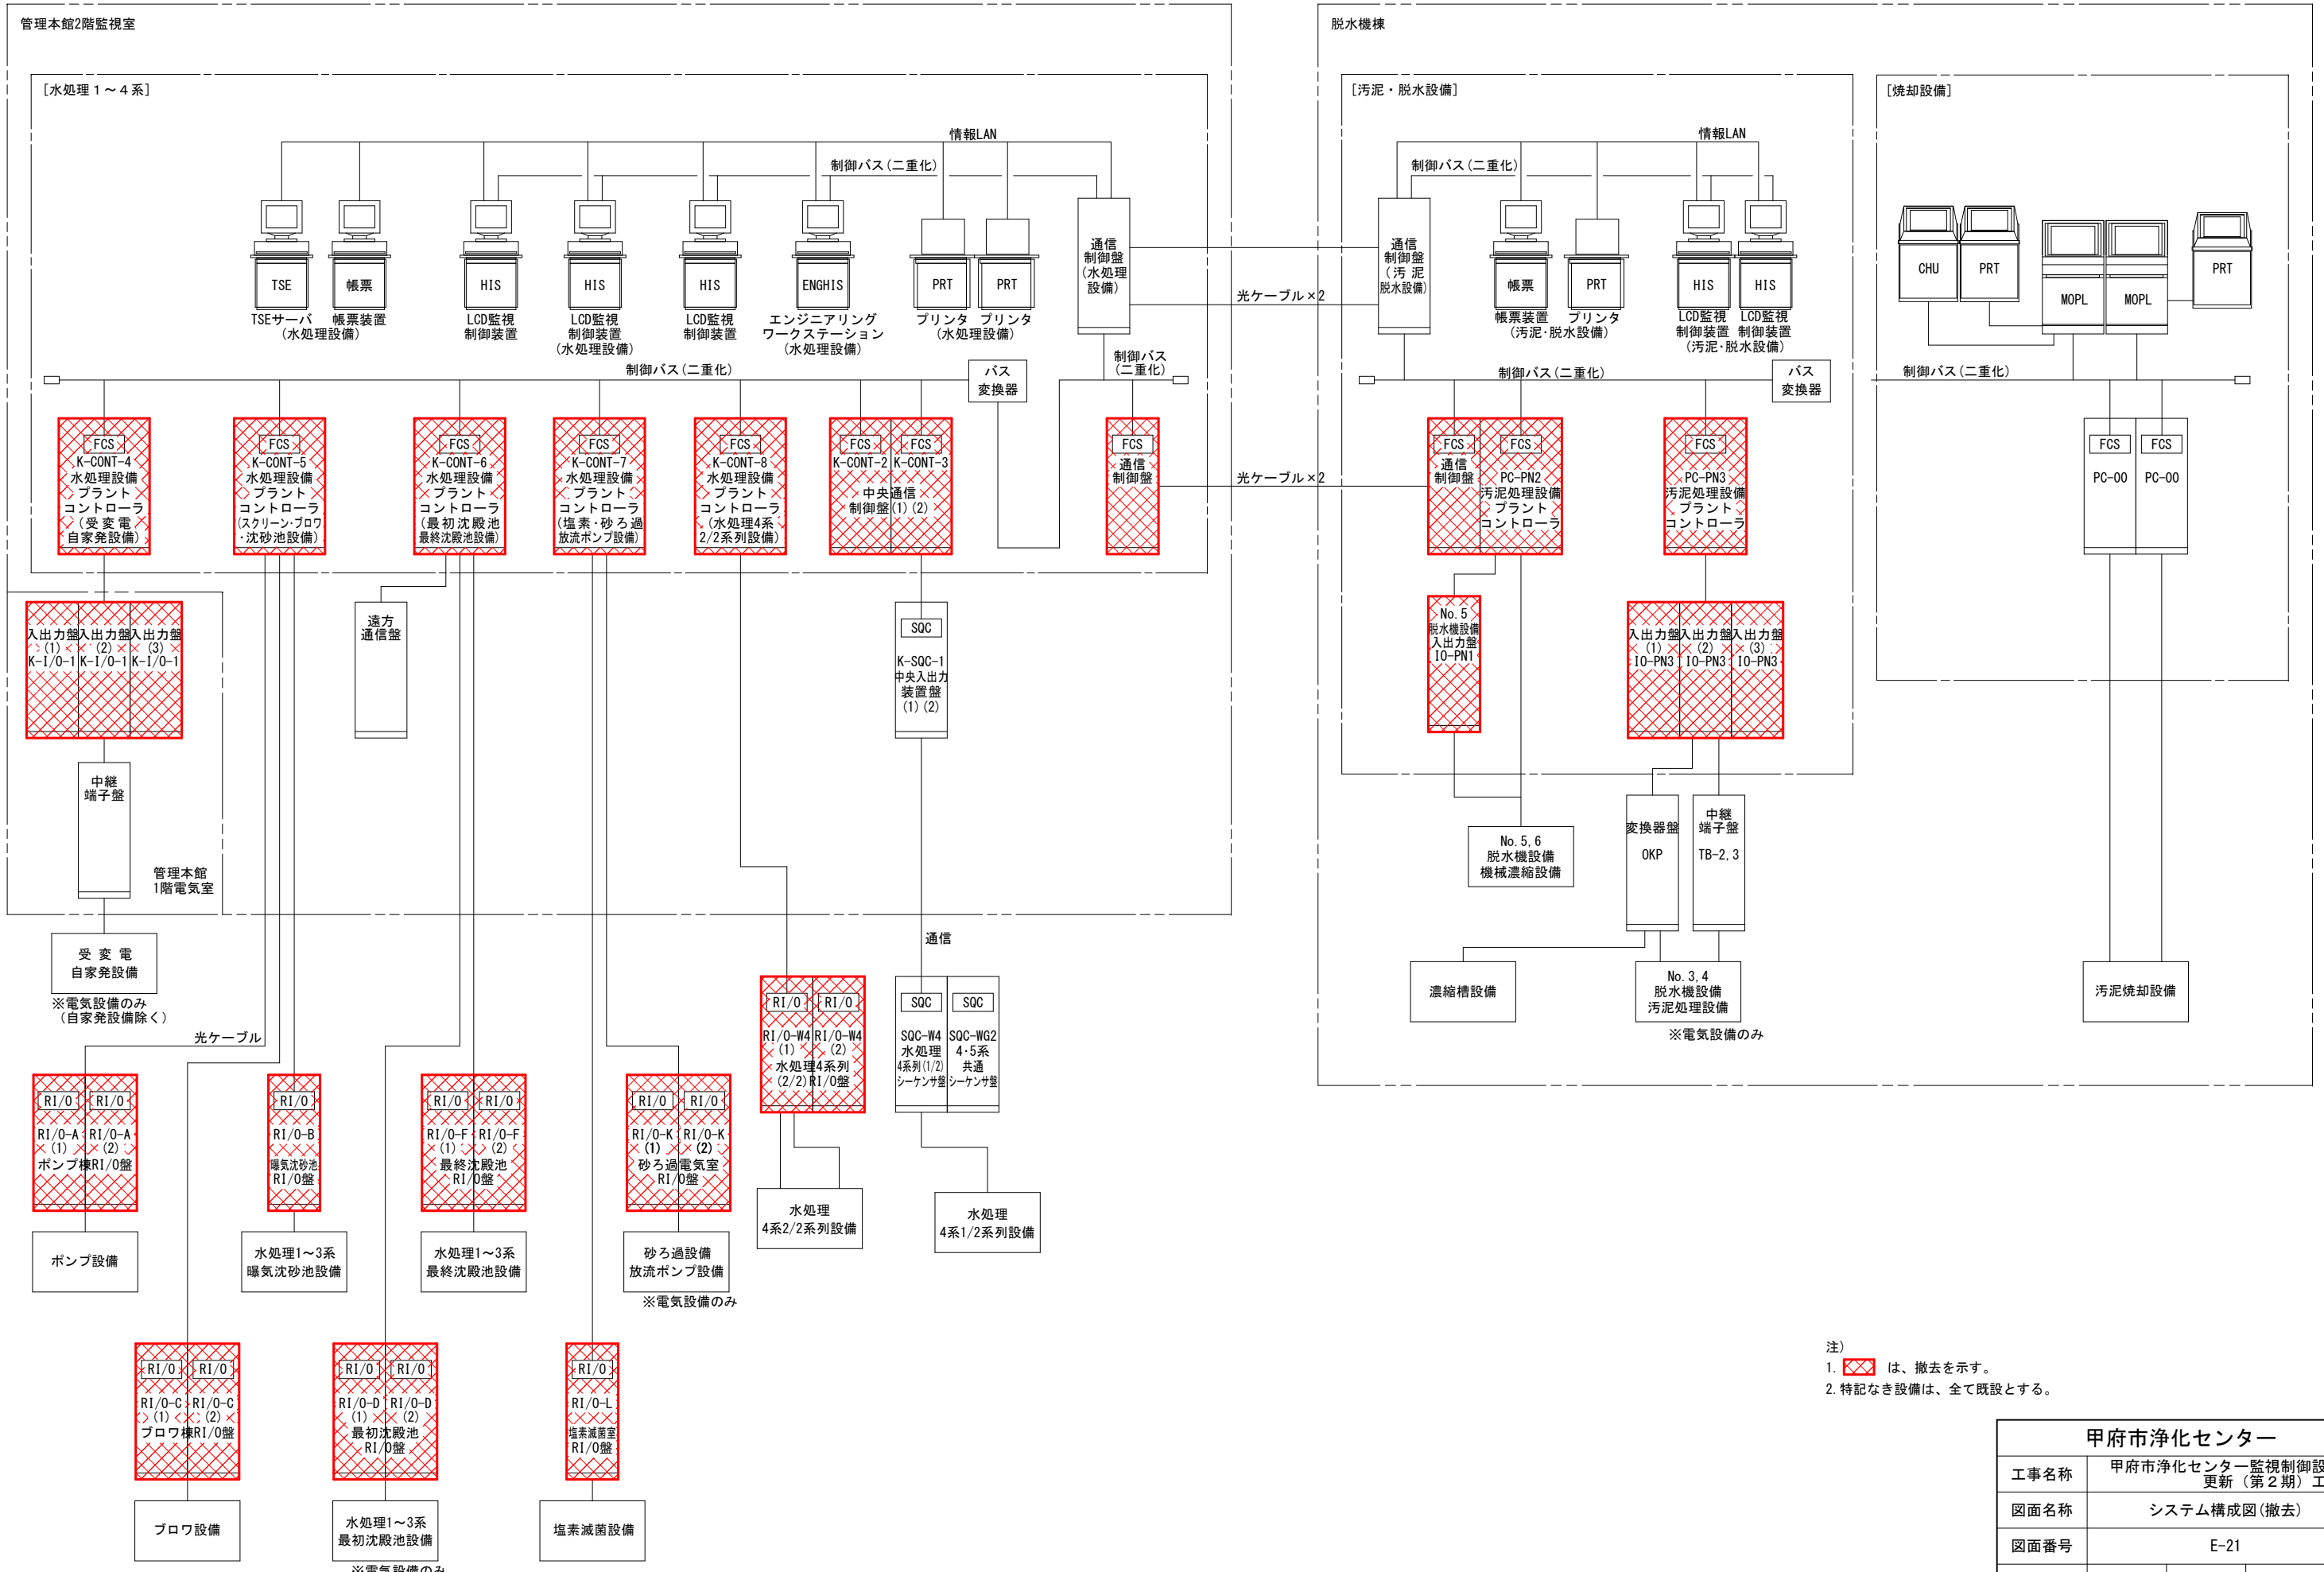 管理本館2階監視室
[水処理1～4系]
情報LAN
制御バス(二重化)
TSE
帳票
HIS
HIS
HIS
ENGHIS
PRT
PRT
TSEサーバ
帳票装置
(水処理設備)
LCD監視
制御装置
LCD監視
制御装置
(水処理設備)
LCD監視
制御装置
エンジニアリング
ワークステーション
(水処理設備)
プリンタ
プリンタ
(水処理設備)
通信
制御盤
(水処理
設備)
制御バス(二重化)
バス
変換器
制御バス
(二重化)
光ケーブル×2
光ケーブル×2
FCS
K-CONT-4
水処理設備
プラント
コントローラ
(受変電
自家発設備)
FCS
K-CONT-5
水処理設備
プラント
コントローラ
(スクリーン・ブロワ
・沈砂池設備)
FCS
K-CONT-6
水処理設備
プラント
コントローラ
(最初沈殿池
最終沈殿池設備)
FCS
K-CONT-7
水処理設備
プラント
コントローラ
(塩素・砂ろ過
放流ポンプ設備)
FCS
K-CONT-8
水処理設備
プラント
コントローラ
(水処理4系
2/2系列設備)
FCS
FCS
K-CONT-2
K-CONT-3
中央通信
制御盤(1)(2)
FCS
通信
制御盤
入出力盤
(1)
K-I/O-1
入出力盤
(2)
K-I/O-1
入出力盤
(3)
K-I/O-1
中継
端子盤
管理本館
1階電気室
遠方
通信盤
SQC
K-SQC-1
中央入出力
装置盤
(1)(2)
通信
受 変 電
自家発設備
※電気設備のみ
(自家発設備除く)
光ケーブル
RI/O
RI/O
RI/O-A
(1)
RI/O-A
(2)
ポンプ棟RI/O盤
ポンプ設備
RI/O
RI/O-B
曝気沈砂池
RI/O盤
水処理1～3系
曝気沈砂池設備
RI/O
RI/O
RI/O-F
(1)
RI/O-F
(2)
最終沈殿池
RI/O盤
水処理1～3系
最終沈殿池設備
RI/O
RI/O
RI/O-K
(1)
RI/O-K
(2)
砂ろ過電気室
RI/O盤
砂ろ過設備
放流ポンプ設備
※電気設備のみ
RI/O
RI/O
RI/O-W4
(1)
RI/O-W4
(2)
水処理4系列
(2/2)RI/O盤
水処理
4系2/2系列設備
SQC
SQC-W4
水処理
4系列(1/2)
シーケンサ盤
SQC
SQC-WG2
4・5系
共通
シーケンサ盤
水処理
4系1/2系列設備
RI/O
RI/O
RI/O-C
(1)
RI/O-C
(2)
ブロワ棟RI/O盤
ブロワ設備
RI/O
RI/O
RI/O-D
(1)
RI/O-D
(2)
最初沈殿池
RI/O盤
水処理1～3系
最初沈殿池設備
※電気設備のみ
RI/O
RI/O-L
塩素滅菌室
RI/O盤
塩素滅菌設備
脱水機棟
[汚泥・脱水設備]
情報LAN
制御バス(二重化)
通信
制御盤
(汚 泥
脱水設備)
帳票
PRT
HIS
HIS
帳票装置
プリンタ
(汚泥・脱水設備)
LCD監視
制御装置
LCD監視
制御装置
(汚泥・脱水設備)
制御バス(二重化)
バス
変換器
FCS
通信
制御盤
FCS
PC-PN2
汚泥処理設備
プラント
コントローラ
FCS
PC-PN3
汚泥処理設備
プラント
コントローラ
No.5
脱水機設備
入出力盤
IO-PN1
入出力盤
(1)
IO-PN3
入出力盤
(2)
IO-PN3
入出力盤
(3)
IO-PN3
No.5,6
脱水機設備
機械濃縮設備
変換器盤
OKP
中継
端子盤
TB-2,3
濃縮槽設備
No.3,4
脱水機設備
汚泥処理設備
※電気設備のみ
[焼却設備]
CHU
PRT
MOPL
MOPL
PRT
制御バス(二重化)
FCS
FCS
PC-00
PC-00
汚泥焼却設備
注)
1. は、撤去を示す。
2.特記なき設備は、全て既設とする。
甲府市浄化センター
工事名称
甲府市浄化センター監視制御設
更新(第2期)工
図面名称
システム構成図(撤去)
図面番号
E-21